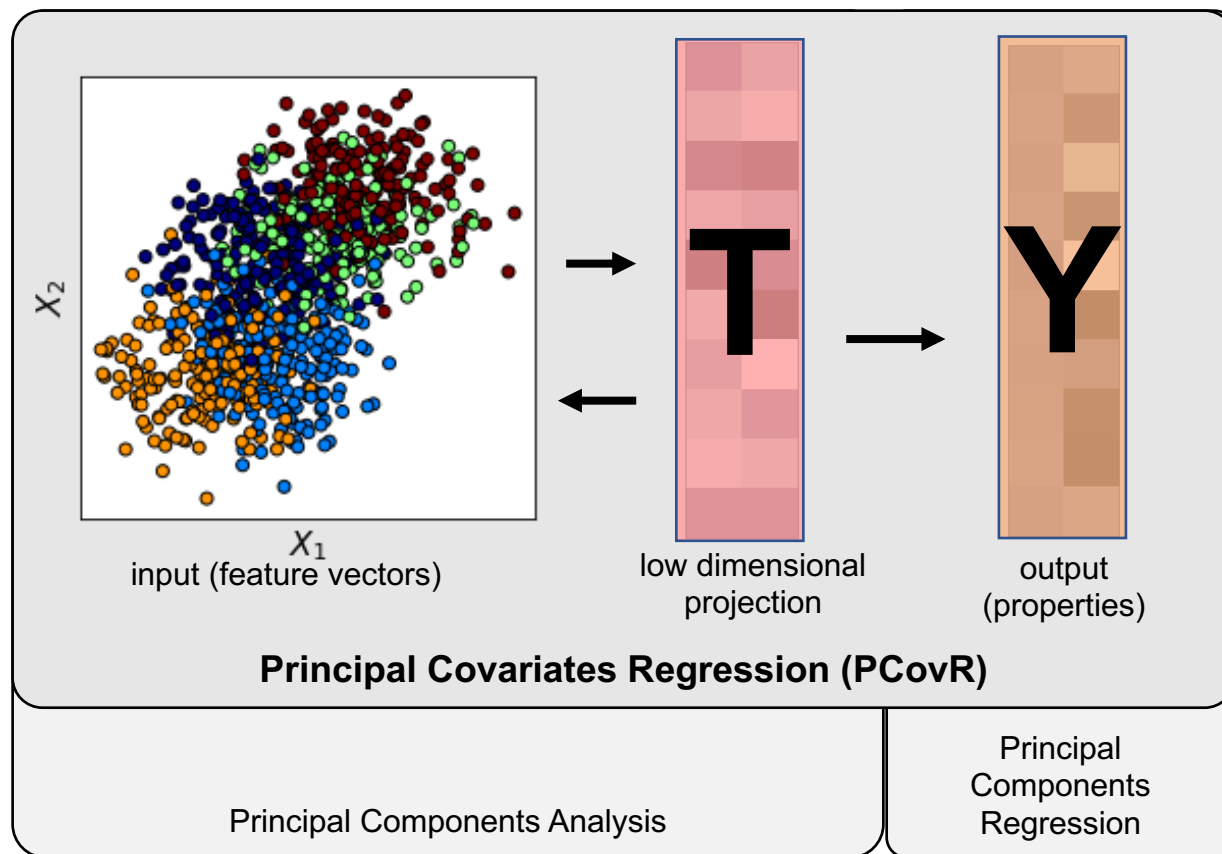 X2
X1
input (feature vectors)
T
low dimensional
projection
Y
output
(properties)
Principal Covariates Regression (PCovR)
Principal Components Analysis
Principal
Components
Regression